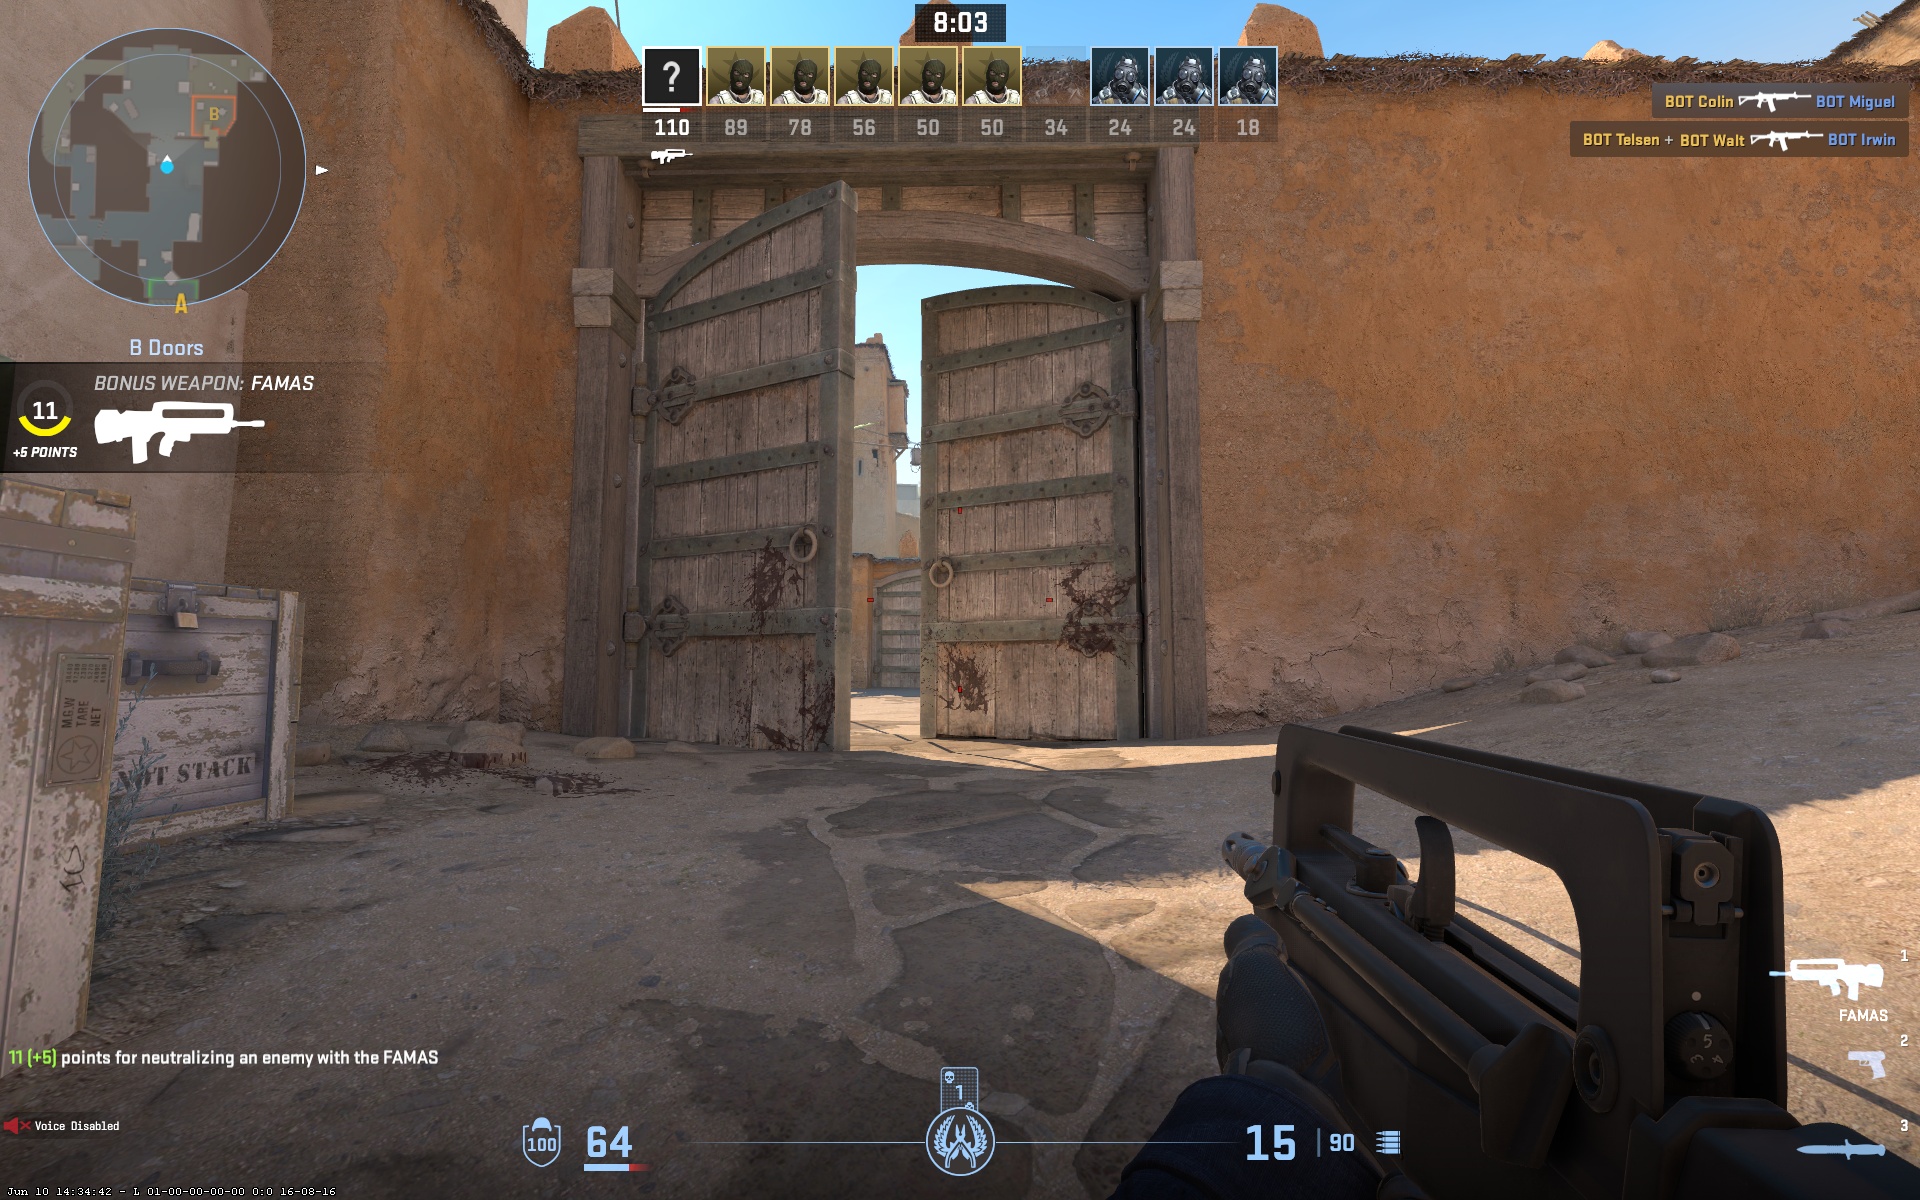 8:03
?
110 89 78 56 50 50 34 24 24 18
BOT Colin BOT Miguel
BOT Telsen + BOT Walt BOT Irwin
B
A
B Doors
BONUS WEAPON: FAMAS
11
+5 POINTS
M.G.W
TARE
NET
NOT STACK
1
FAMAS
2
3
11 (+5) points for neutralizing an enemy with the FAMAS
Voice Disabled
100 64
1
15 | 90
5
Jun 10 14:34:42 - L 01-00-00-00-00 0:0 16-08-16